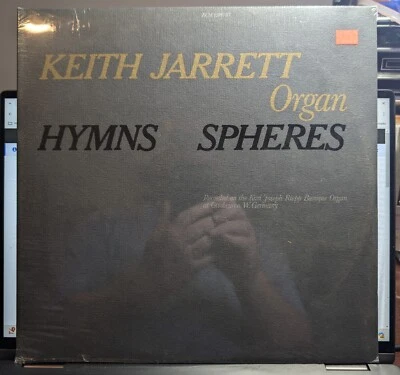 KEITH JARRETT
Organ
HYMNS SPHERES
Recorded on the Karl Joseph Riepp Baroque Organ
W. Germany